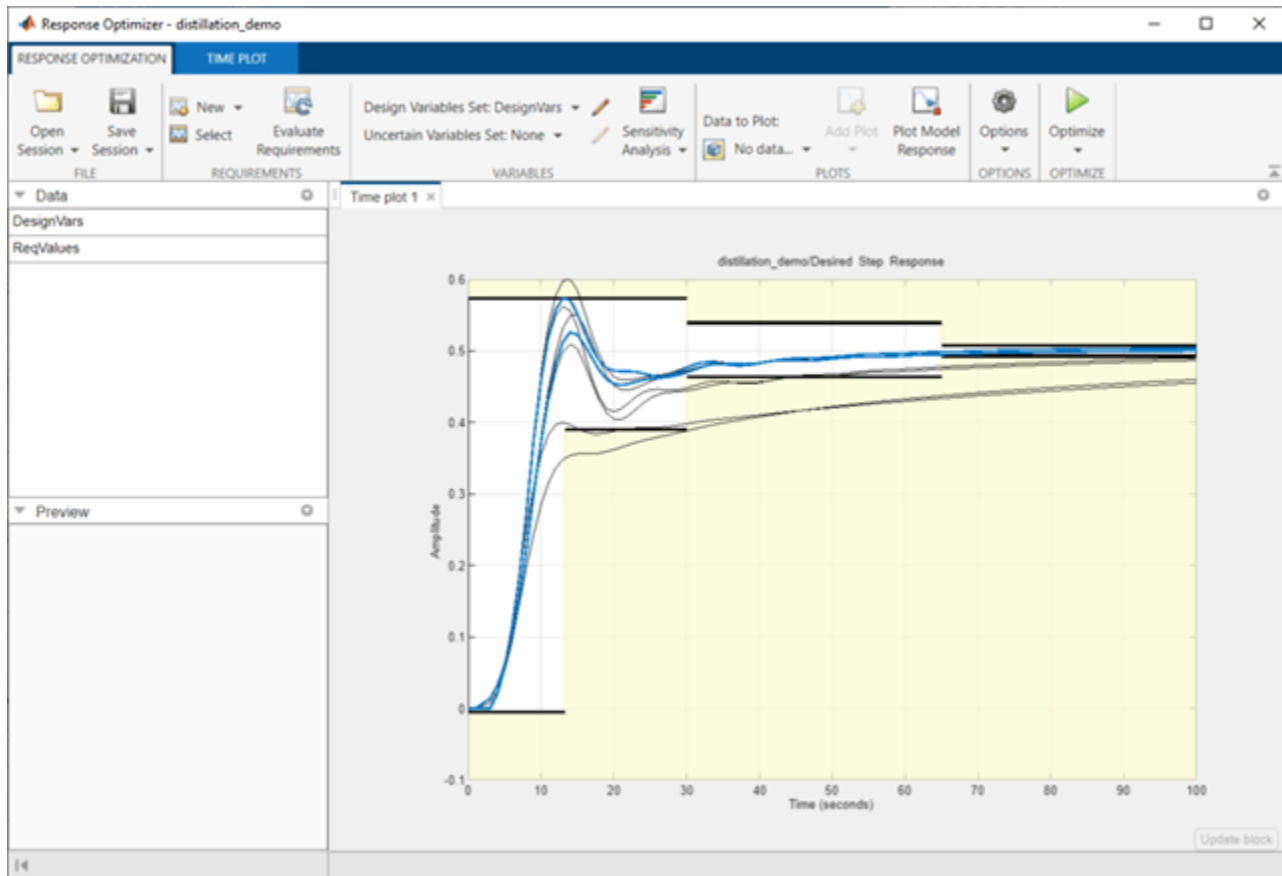 Response Optimizer - distillation_demo
RESPONSE OPTIMIZATION
TIME PLOT
Open Session
Save Session
FILE
New
Select
Evaluate Requirements
REQUIREMENTS
Design Variables Set: DesignVars
Uncertain Variables Set: None
Sensitivity Analysis
VARIABLES
Data to Plot:
No data...
Add Plot
Plot Model Response
PLOTS
Options
OPTIONS
Optimize
OPTIMIZE
Data
DesignVars
ReqValues
Preview
Time plot 1
distillation_demo/Desired Step Response
Amplitude
0.6
0.5
0.4
0.3
0.2
0.1
0
-0.1
0 10 20 30 40 50 60 70 80 90 100
Time (seconds)
Update block